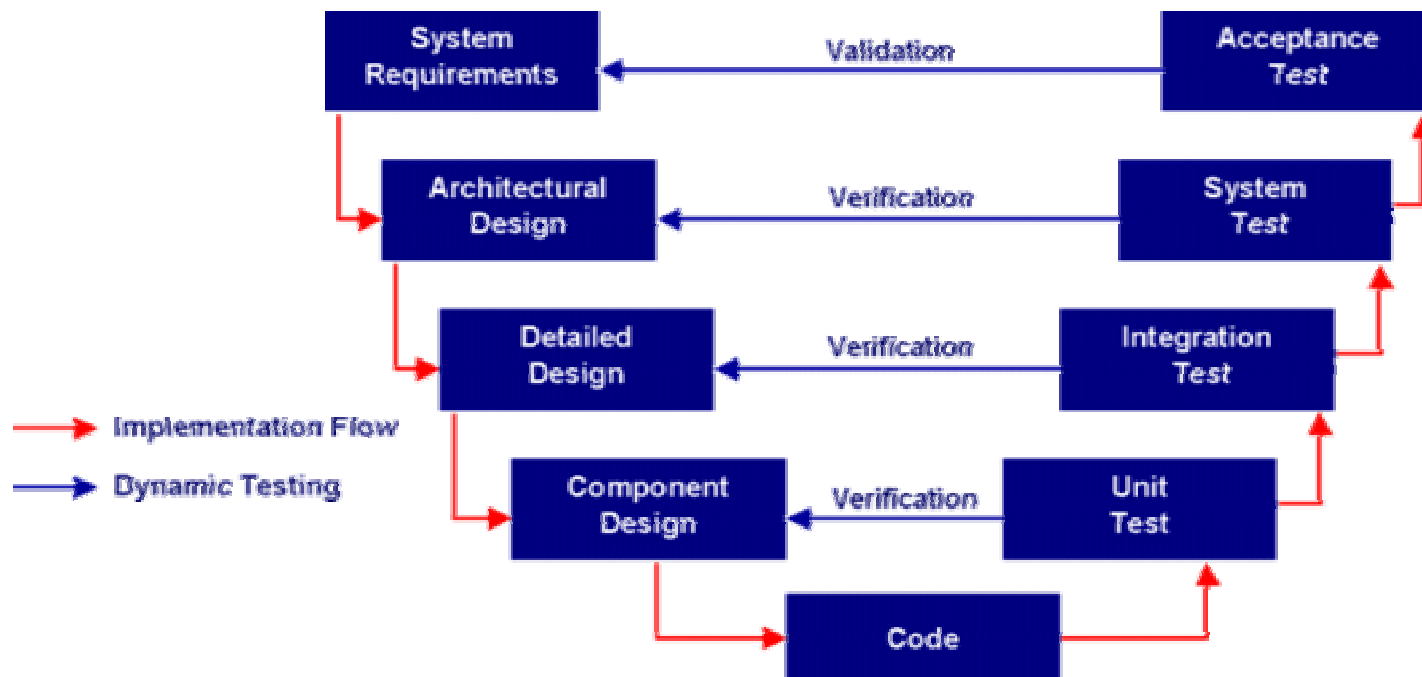 System
Requirements
Validation
Acceptance
Test
Architectural
Design
Verification
System
Test
Detailed
Design
Verification
Integration
Test
Implementation Flow
Dynamic Testing
Component
Design
Verification
Unit
Test
Code